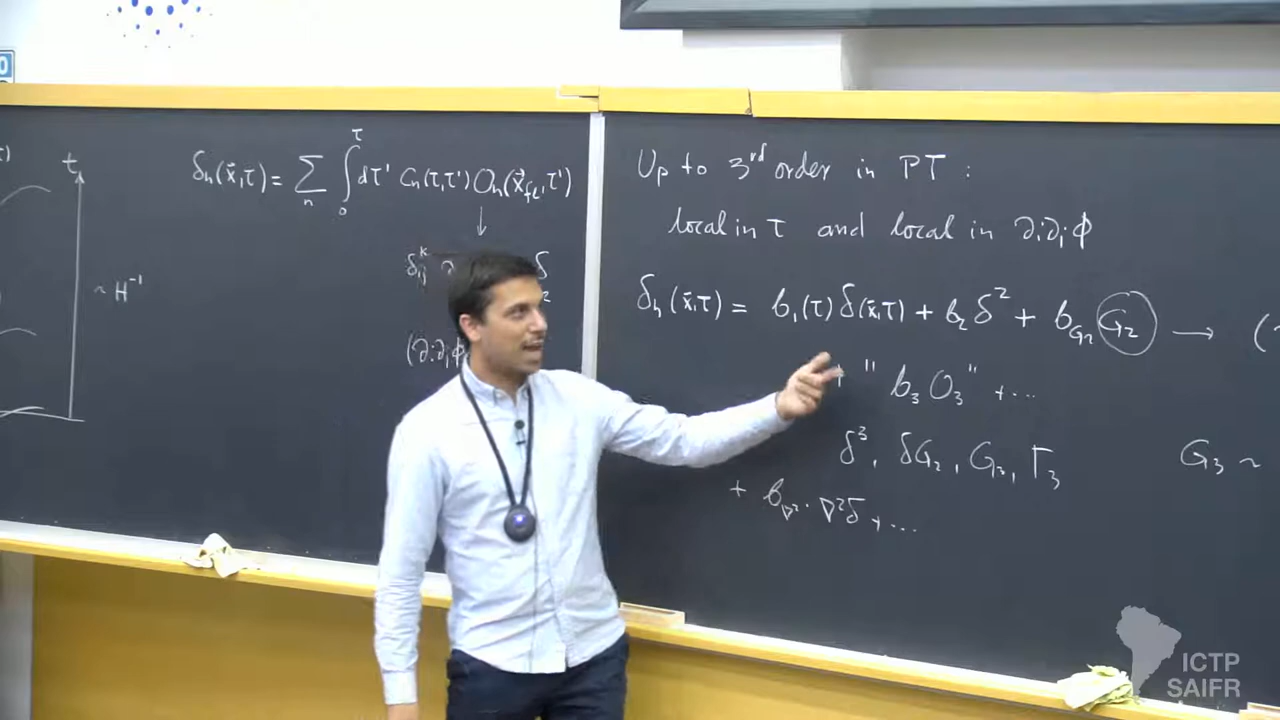 t
~ H⁻¹
δₕ(x⃗,τ) = Σₙ ∫₀^τ dτ' Cₙ(τ,τ') Oₙ(x⃗_fl,τ')
↓
δᵢⱼᴷ
δ
(∂ᵢ∂ⱼϕ
Up to 3ʳᵈ order in PT :
local in τ and local in ∂ᵢ∂ⱼϕ
δₕ(x⃗,τ) = b₁(τ) δ(x⃗,τ) + b₂ δ² + b_G₂ G₂ → (
+ " b₃ O₃ " + ...
δ³, δG₂, G₃, Γ₃
G₃ ~
+ b_∇² · ∇²δ + ...
ICTP
SAIFR